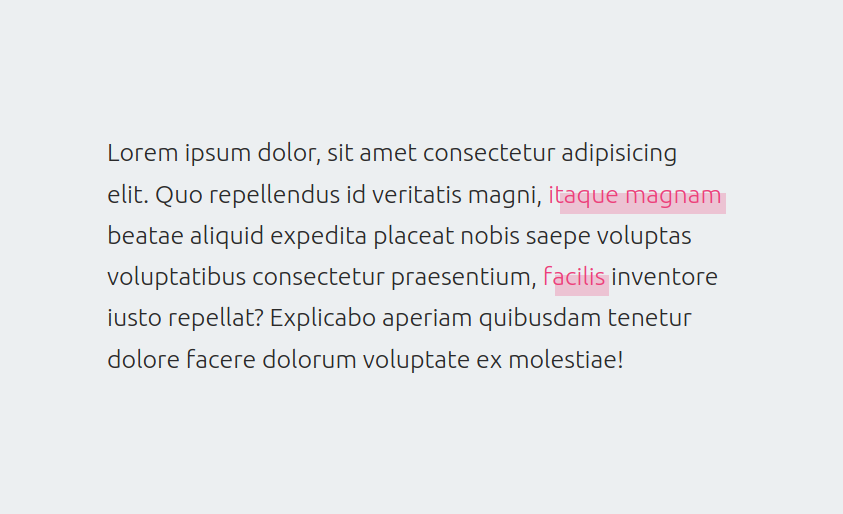 Lorem ipsum dolor, sit amet consectetur adipisicing
elit. Quo repellendus id veritatis magni, itaque magnam
beatae aliquid expedita placeat nobis saepe voluptas
voluptatibus consectetur praesentium, facilis inventore
iusto repellat? Explicabo aperiam quibusdam tenetur
dolore facere dolorum voluptate ex molestiae!